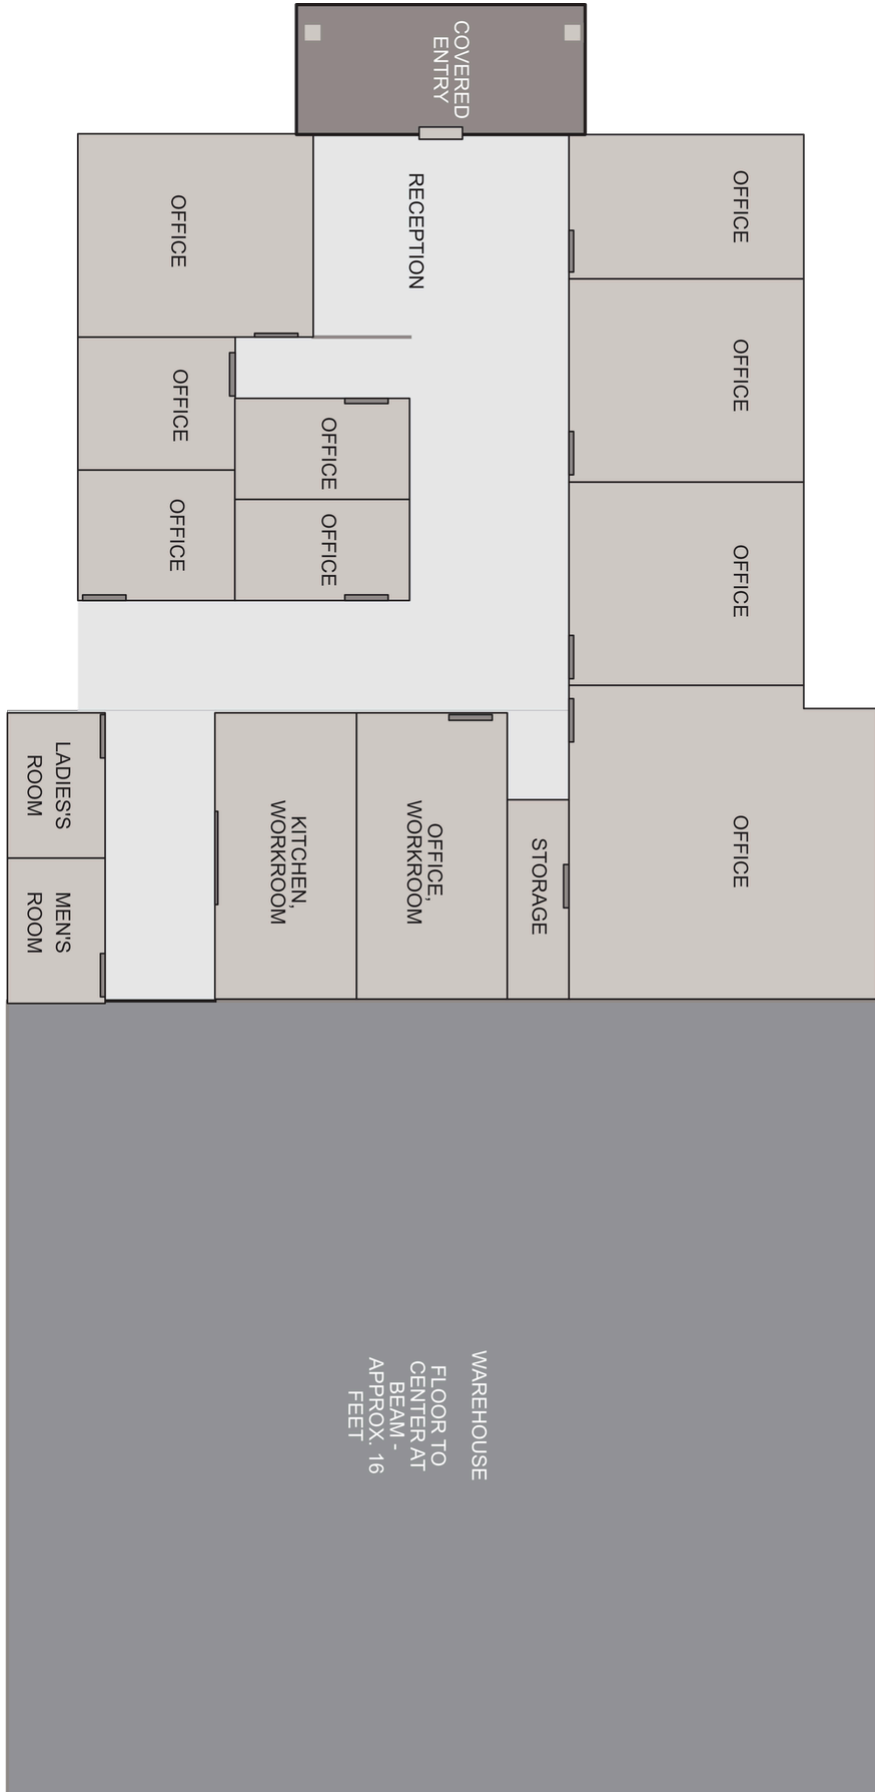 COVERED
ENTRY
RECEPTION
OFFICE
OFFICE
OFFICE
OFFICE
OFFICE
OFFICE
OFFICE
OFFICE
OFFICE
LADIES'S
ROOM
MEN'S
ROOM
KITCHEN,
WORKROOM
OFFICE,
WORKROOM
STORAGE
WAREHOUSE
FLOOR TO
CENTER AT
BEAM -
APPROX. 16
FEET